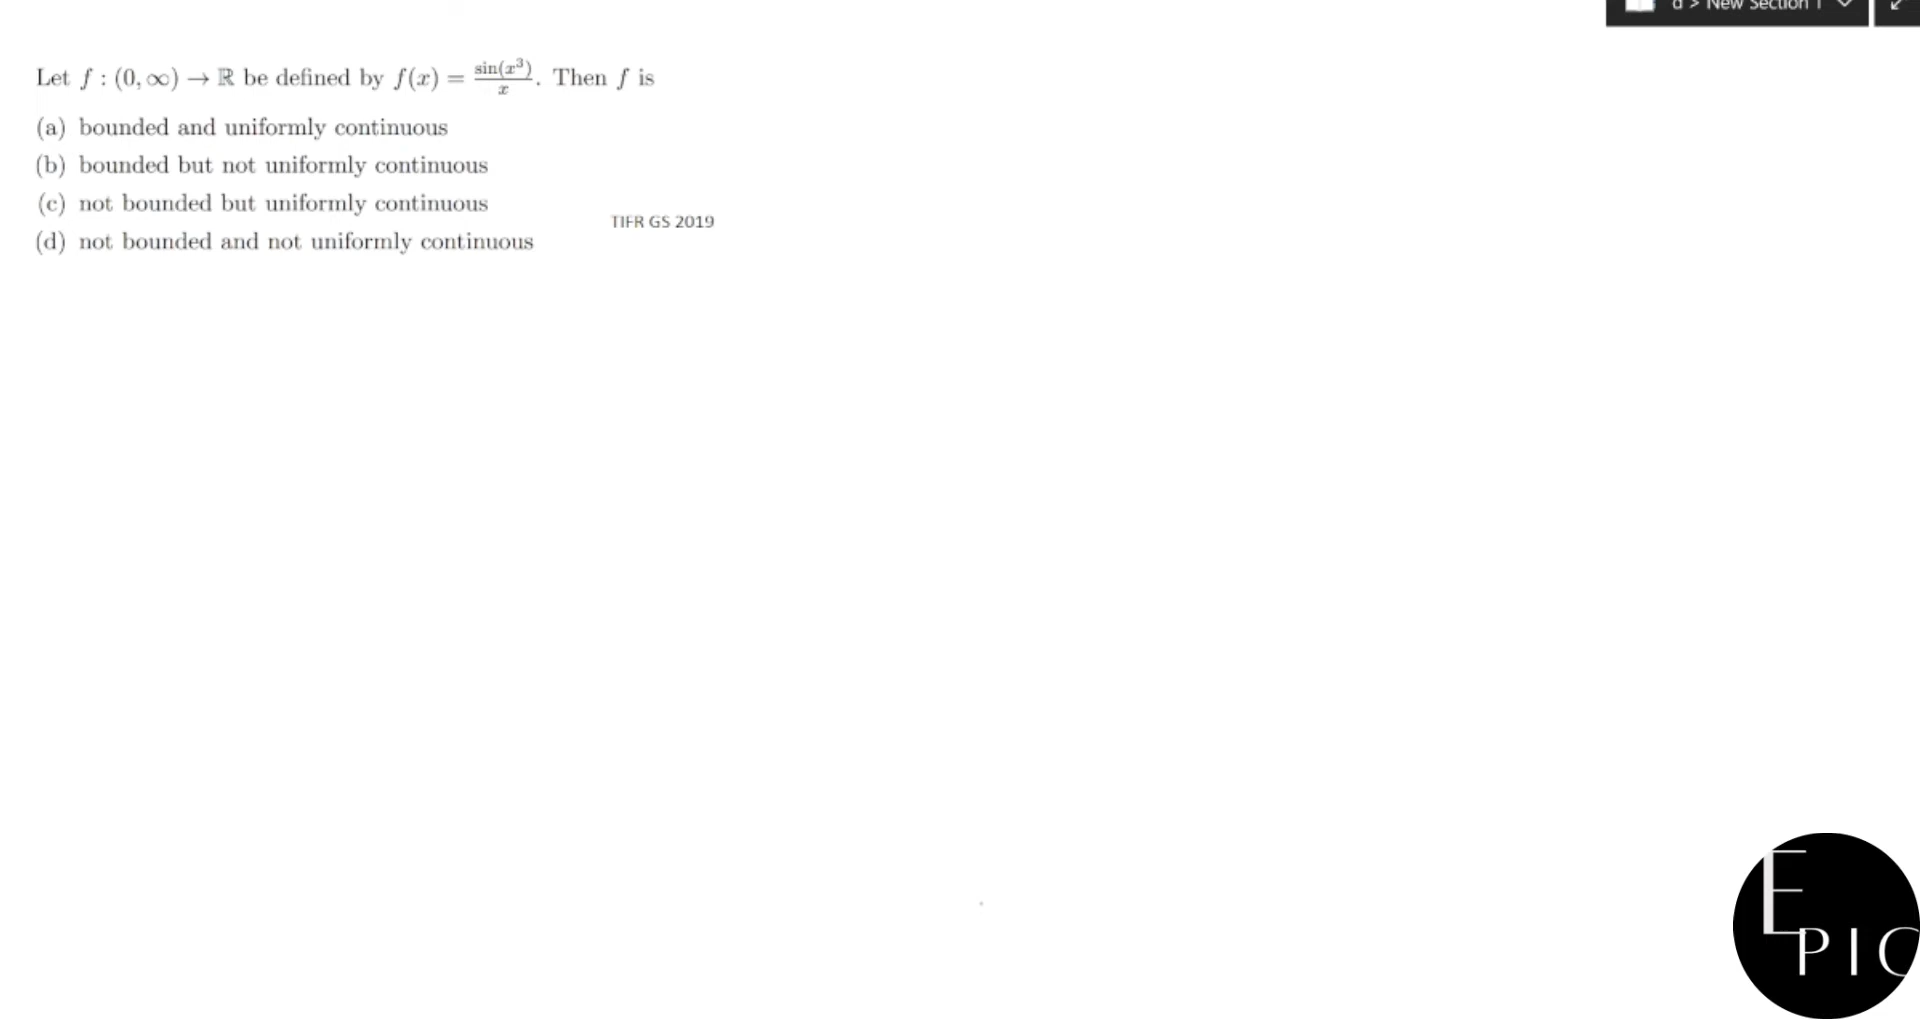 d > New Section 1
Let f : (0, ∞) → ℝ be defined by f(x) = sin(x³)/x. Then f is
(a) bounded and uniformly continuous
(b) bounded but not uniformly continuous
(c) not bounded but uniformly continuous
TIFR GS 2019
(d) not bounded and not uniformly continuous
EPIC